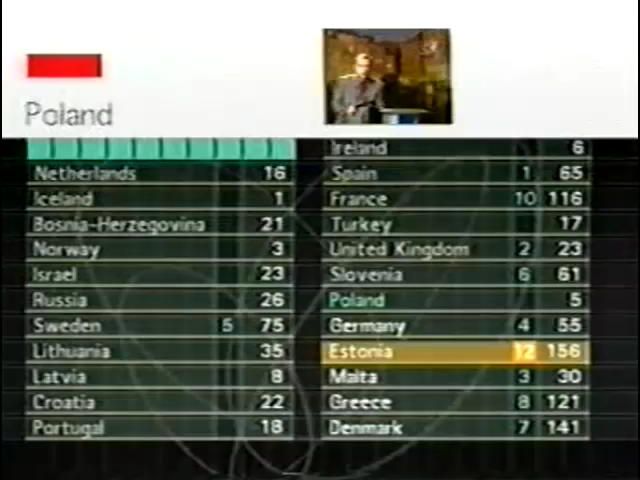 Poland
Netherlands 16
Iceland 1
Bosnia-Herzegovina 21
Norway 3
Israel 23
Russia 26
Sweden 5 75
Lithuania 35
Latvia 8
Croatia 22
Portugal 18
Ireland 6
Spain 1 65
France 10 116
Turkey 17
United Kingdom 2 23
Slovenia 6 61
Poland 5
Germany 4 55
Estonia 12 156
Malta 3 30
Greece 8 121
Denmark 7 141